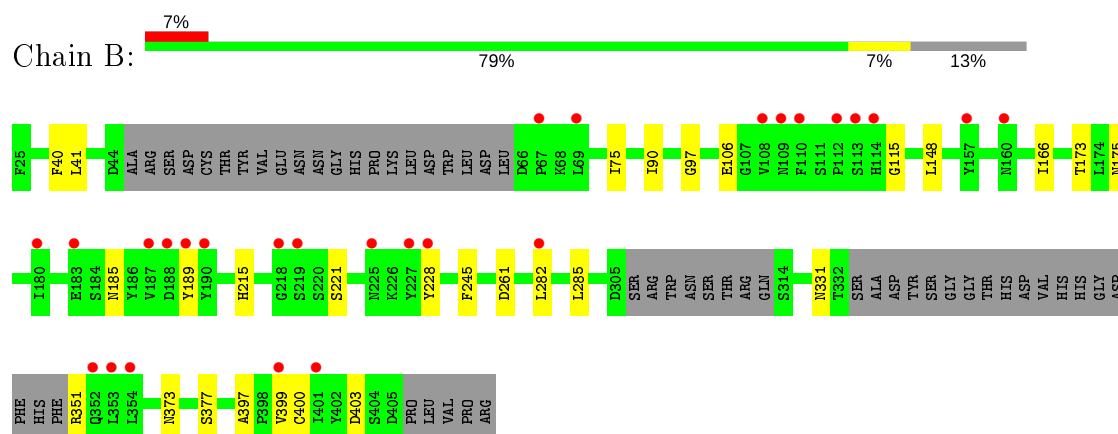 7%
Chain B:
79% 7% 13%
F25 F40 L41 D44 ALA ARG SER ASP CYS THR TYR VAL GLU ASN ASN GLY HIS PRO LYS LEU ASP TRP LEU ASP LEU D66 P67 K68 L69 I75 I90 G97 E106 G107 V108 N109 F110 S111 P112 S113 H114 G115 L148 Y157 N160 I166 T173 L174 N175
I180 E183 S184 N185 Y186 V187 D188 Y189 Y190 H215 G218 S219 S220 S221 N225 K226 Y227 Y228 F245 D261 L282 L285 D305 SER ARG TRP ASN SER THR ARG GLN S314 N331 T332 SER ALA ASP TYR SER GLY GLY THR HIS ASP VAL HIS HIS GLY ASP
PHE HIS PHE R351 Q352 L353 L354 N373 S377 A397 P398 V399 C400 I401 Y402 D403 S404 D405 PRO LEU VAL PRO ARG